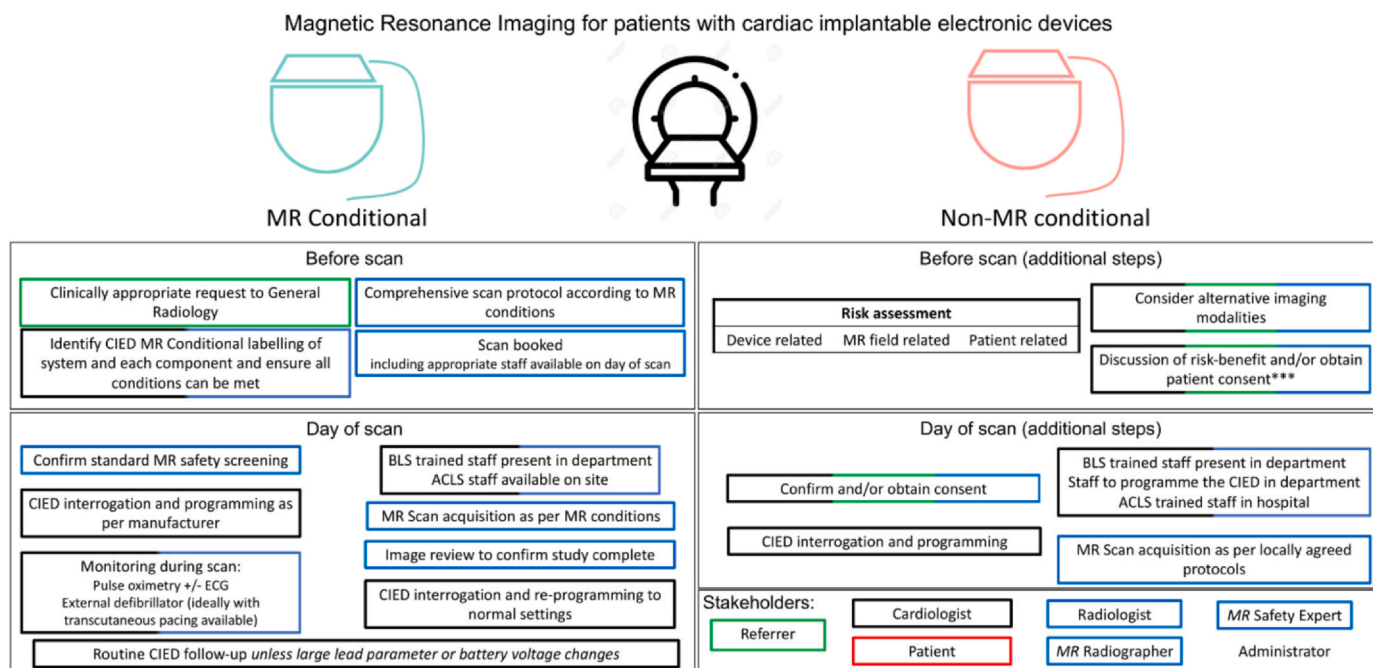 Magnetic Resonance Imaging for patients with cardiac implantable electronic devices
MR Conditional
Non-MR conditional
Before scan
Clinically appropriate request to General
Radiology
Comprehensive scan protocol according to MR
conditions
Identify CIED MR Conditional labelling of
system and each component and ensure all
conditions can be met
Scan booked
including appropriate staff available on day of scan
Before scan (additional steps)
Risk assessment
Device related MR field related Patient related
Consider alternative imaging
modalities
Discussion of risk-benefit and/or obtain
patient consent***
Day of scan
Confirm standard MR safety screening
CIED interrogation and programming as
per manufacturer
Monitoring during scan:
Pulse oximetry +/- ECG
External defibrillator (ideally with
transcutaneous pacing available)
BLS trained staff present in department
ACLS staff available on site
MR Scan acquisition as per MR conditions
Image review to confirm study complete
CIED interrogation and re-programming to
normal settings
Routine CIED follow-up unless large lead parameter or battery voltage changes
Day of scan (additional steps)
Confirm and/or obtain consent
CIED interrogation and programming
BLS trained staff present in department
Staff to programme the CIED in department
ACLS trained staff in hospital
MR Scan acquisition as per locally agreed
protocols
Stakeholders:
Referrer
Cardiologist
Patient
Radiologist
MR Radiographer
MR Safety Expert
Administrator